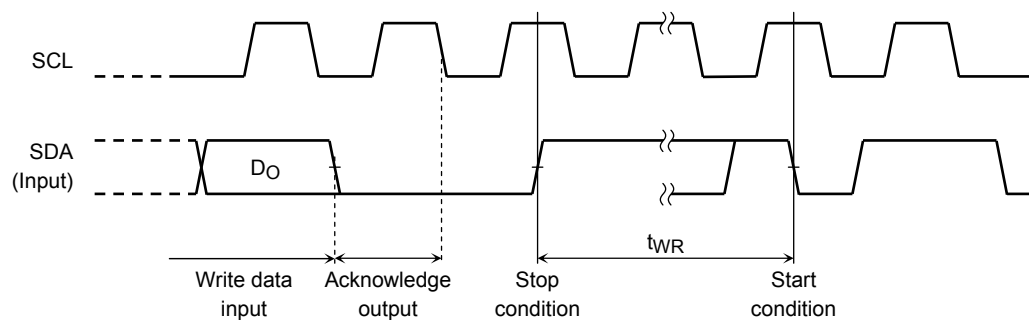 SCL
SDA
(Input)
DO
tWR
Write data
input
Acknowledge
output
Stop
condition
Start
condition